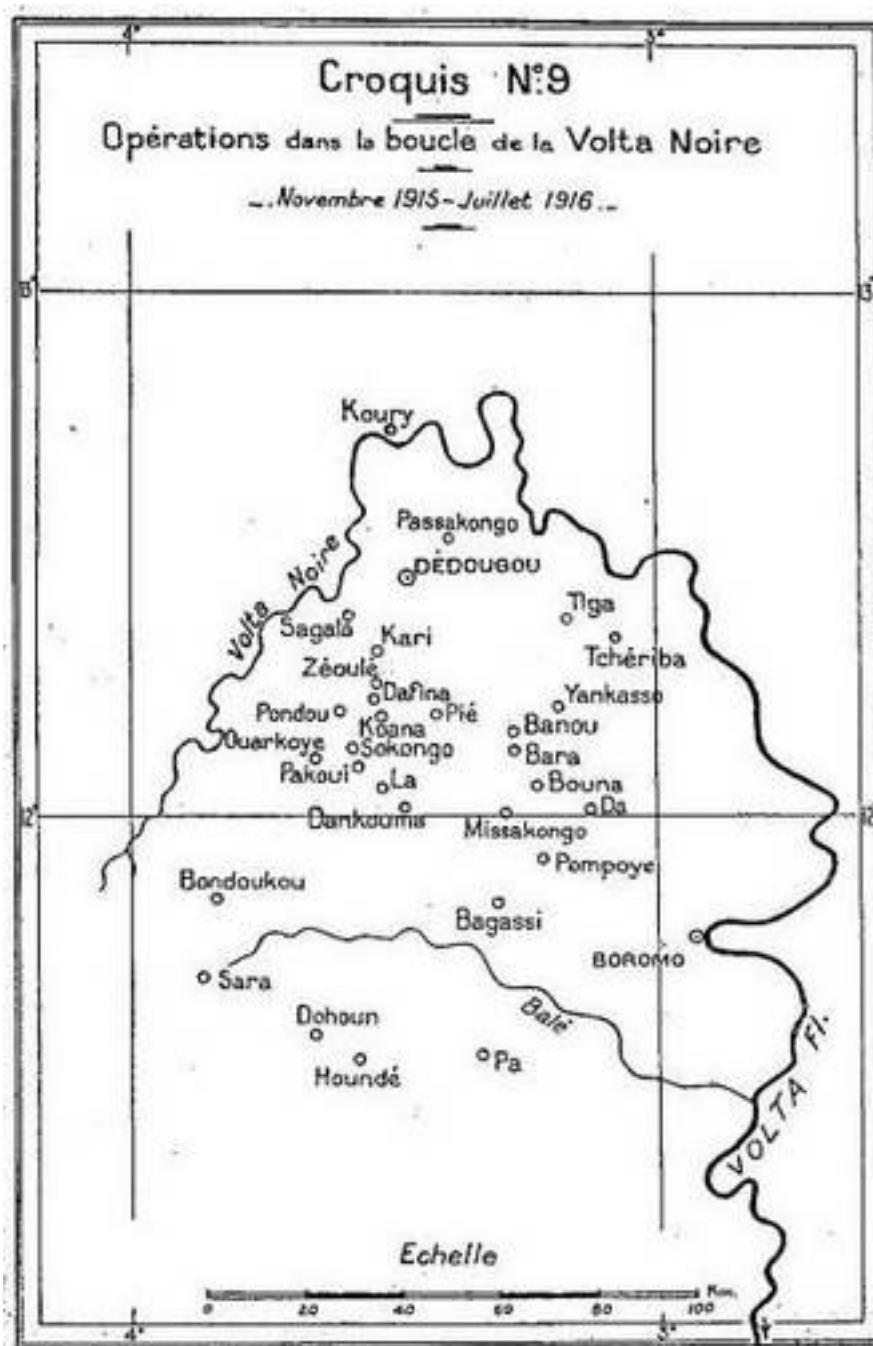 4° 3°
Croquis N°9
Opérations dans la boucle de la Volta Noire
Novembre 1915 - Juillet 1916
13° 13°
Koury
Passakongo
DÉDOUGOU
Volta Noire
Tiga
Sagala
Kari
Tchériba
Zéoule
Dafina
Yankasso
Pondou
Pié
Koana
Banou
Ouarkoye
Sokongo
Bara
Pakoui
La
Bouna
Da
12° 12°
Dankouma
Missakongo
Pompoye
Bondoukou
Bagassi
BOROMO
Sara
Balé
Dohoun
Houndé
Pa
VOLTA Fl.
Echelle
0 20 40 60 80 100 Km.
4° 3°